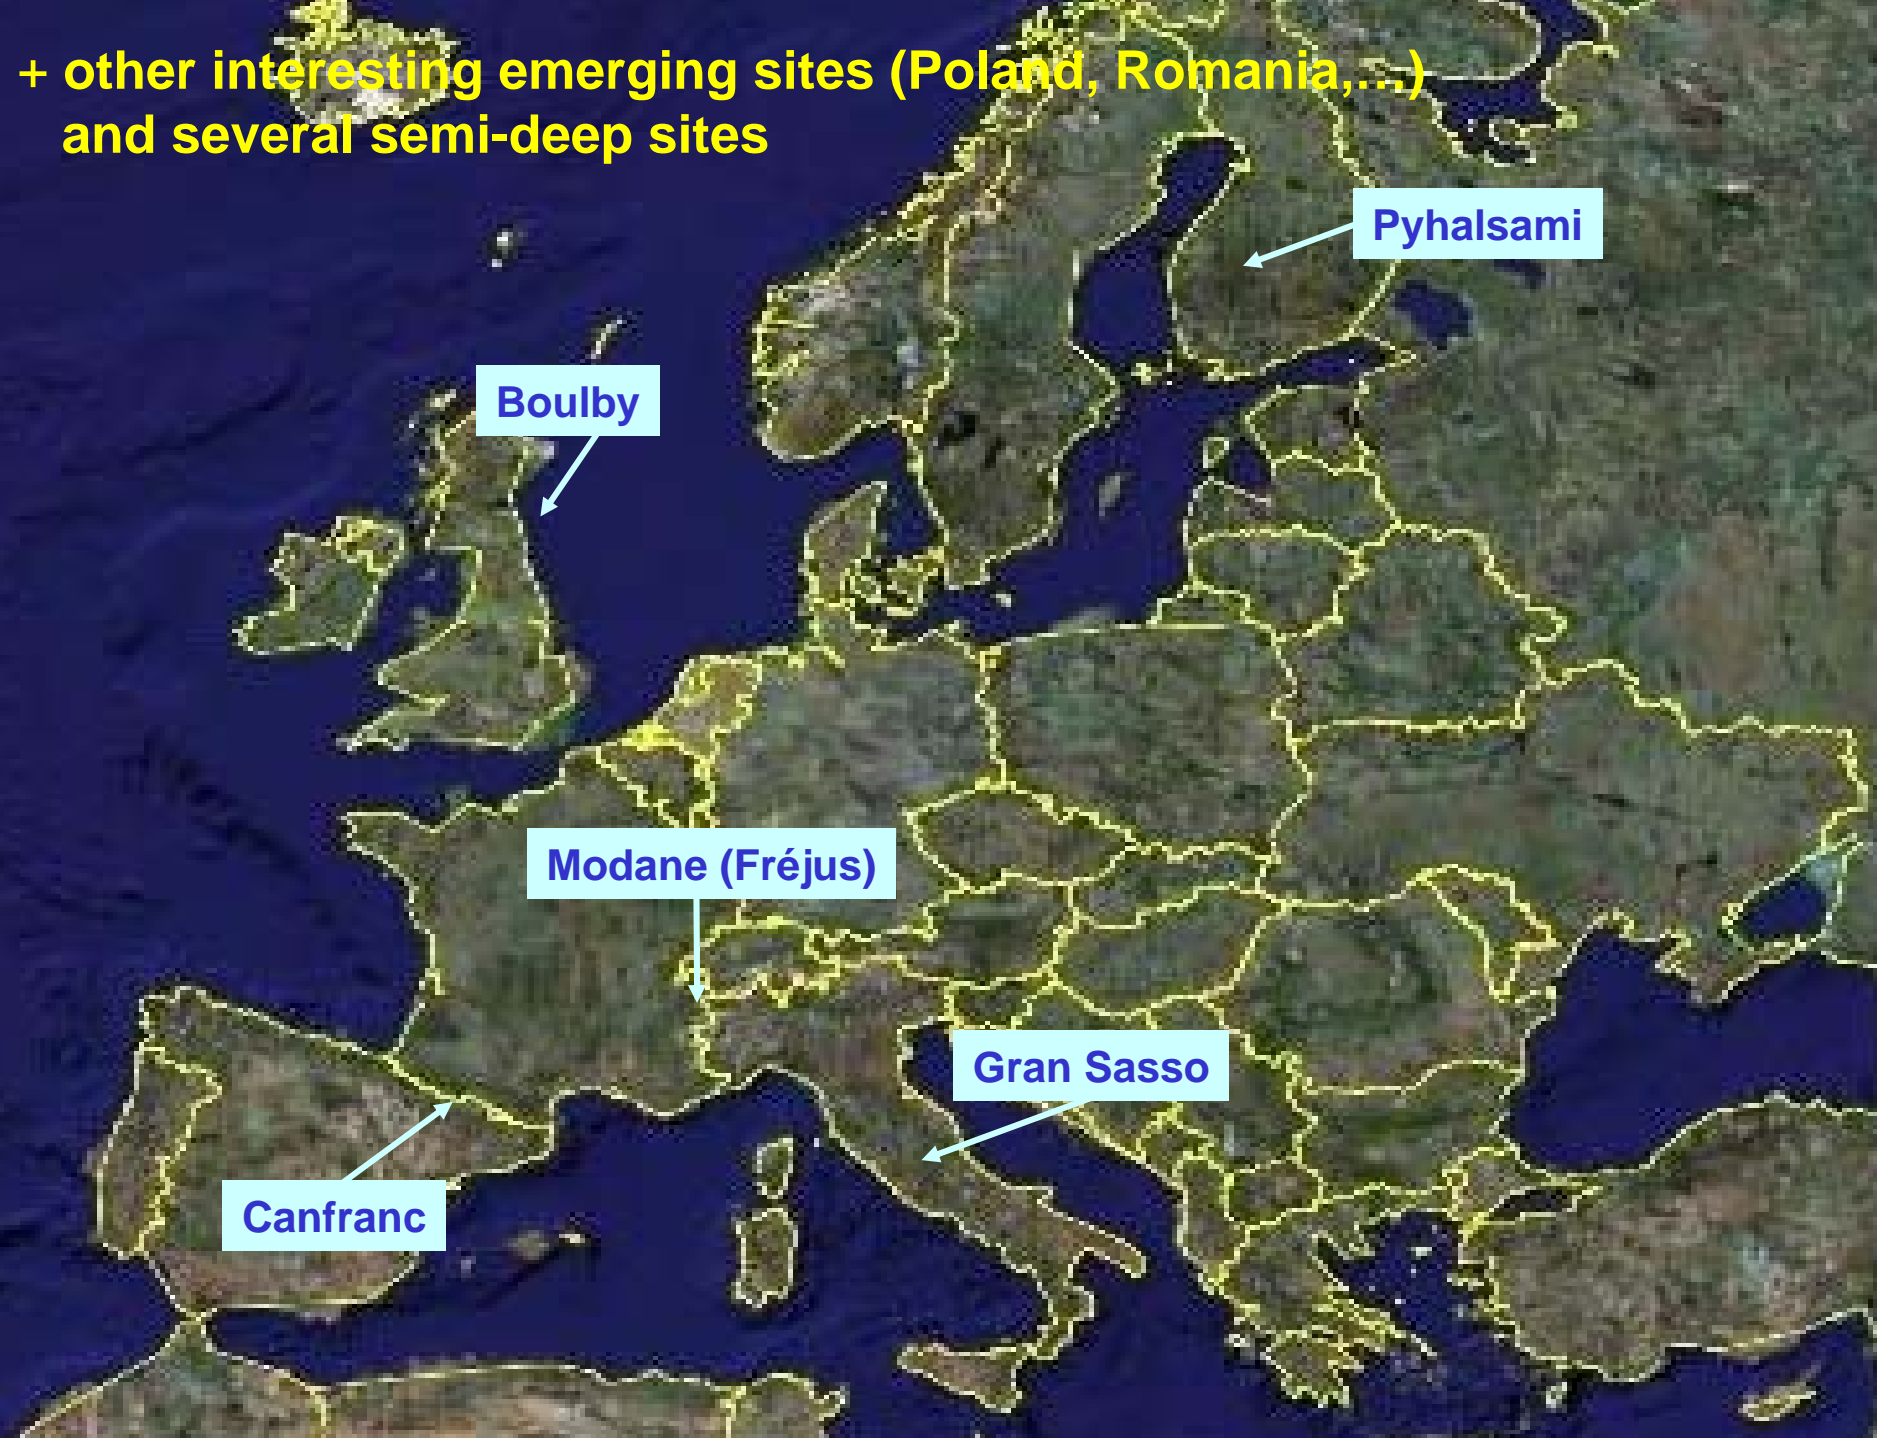 + other interesting emerging sites (Poland, Romania,...)
and several semi-deep sites
Pyhalsami
Boulby
Modane (Fréjus)
Gran Sasso
Canfranc